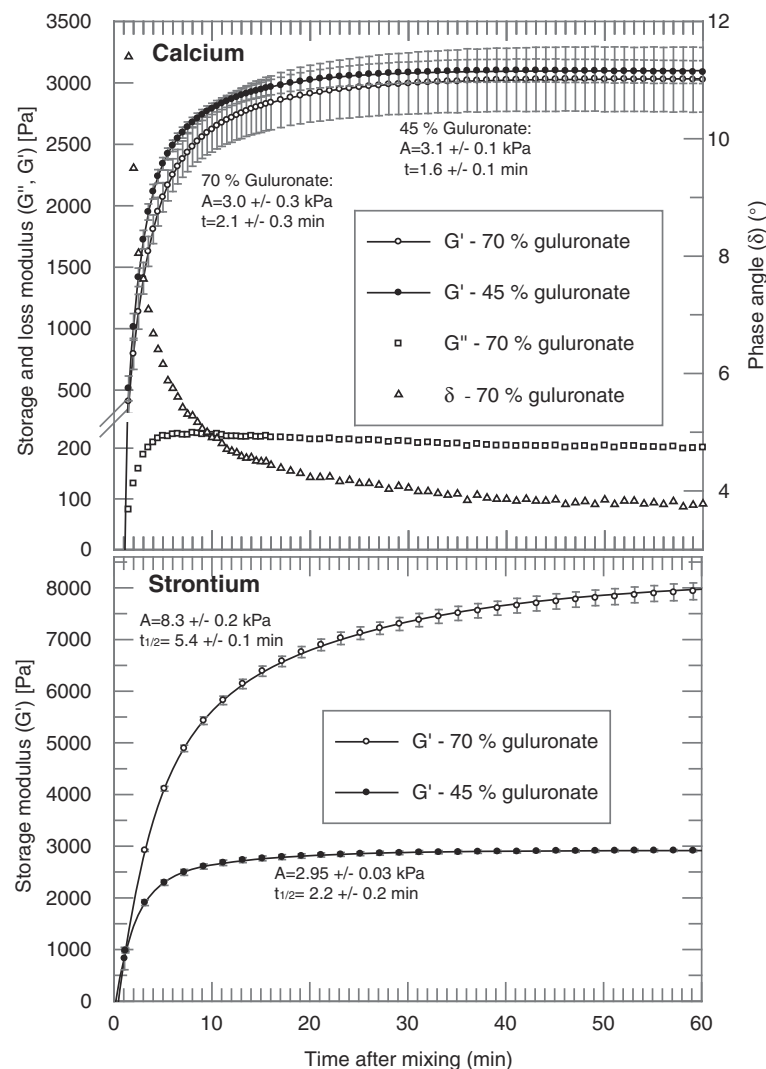 3500
3000
2500
2000
1500
1000
500
200
100
0
Storage and loss modulus (G", G') [Pa]
Calcium
70 % Guluronate:
A=3.0 +/- 0.3 kPa
t=2.1 +/- 0.3 min
45 % Guluronate:
A=3.1 +/- 0.1 kPa
t=1.6 +/- 0.1 min
G' - 70 % guluronate
G' - 45 % guluronate
G" - 70 % guluronate
δ - 70 % guluronate
12
10
8
6
4
Phase angle (δ) (°)
8000
7000
6000
5000
4000
3000
2000
1000
0
Storage modulus (G') [Pa]
Strontium
A=8.3 +/- 0.2 kPa
t1/2= 5.4 +/- 0.1 min
G' - 70 % guluronate
G' - 45 % guluronate
A=2.95 +/- 0.03 kPa
t1/2= 2.2 +/- 0.2 min
0 10 20 30 40 50 60
Time after mixing (min)